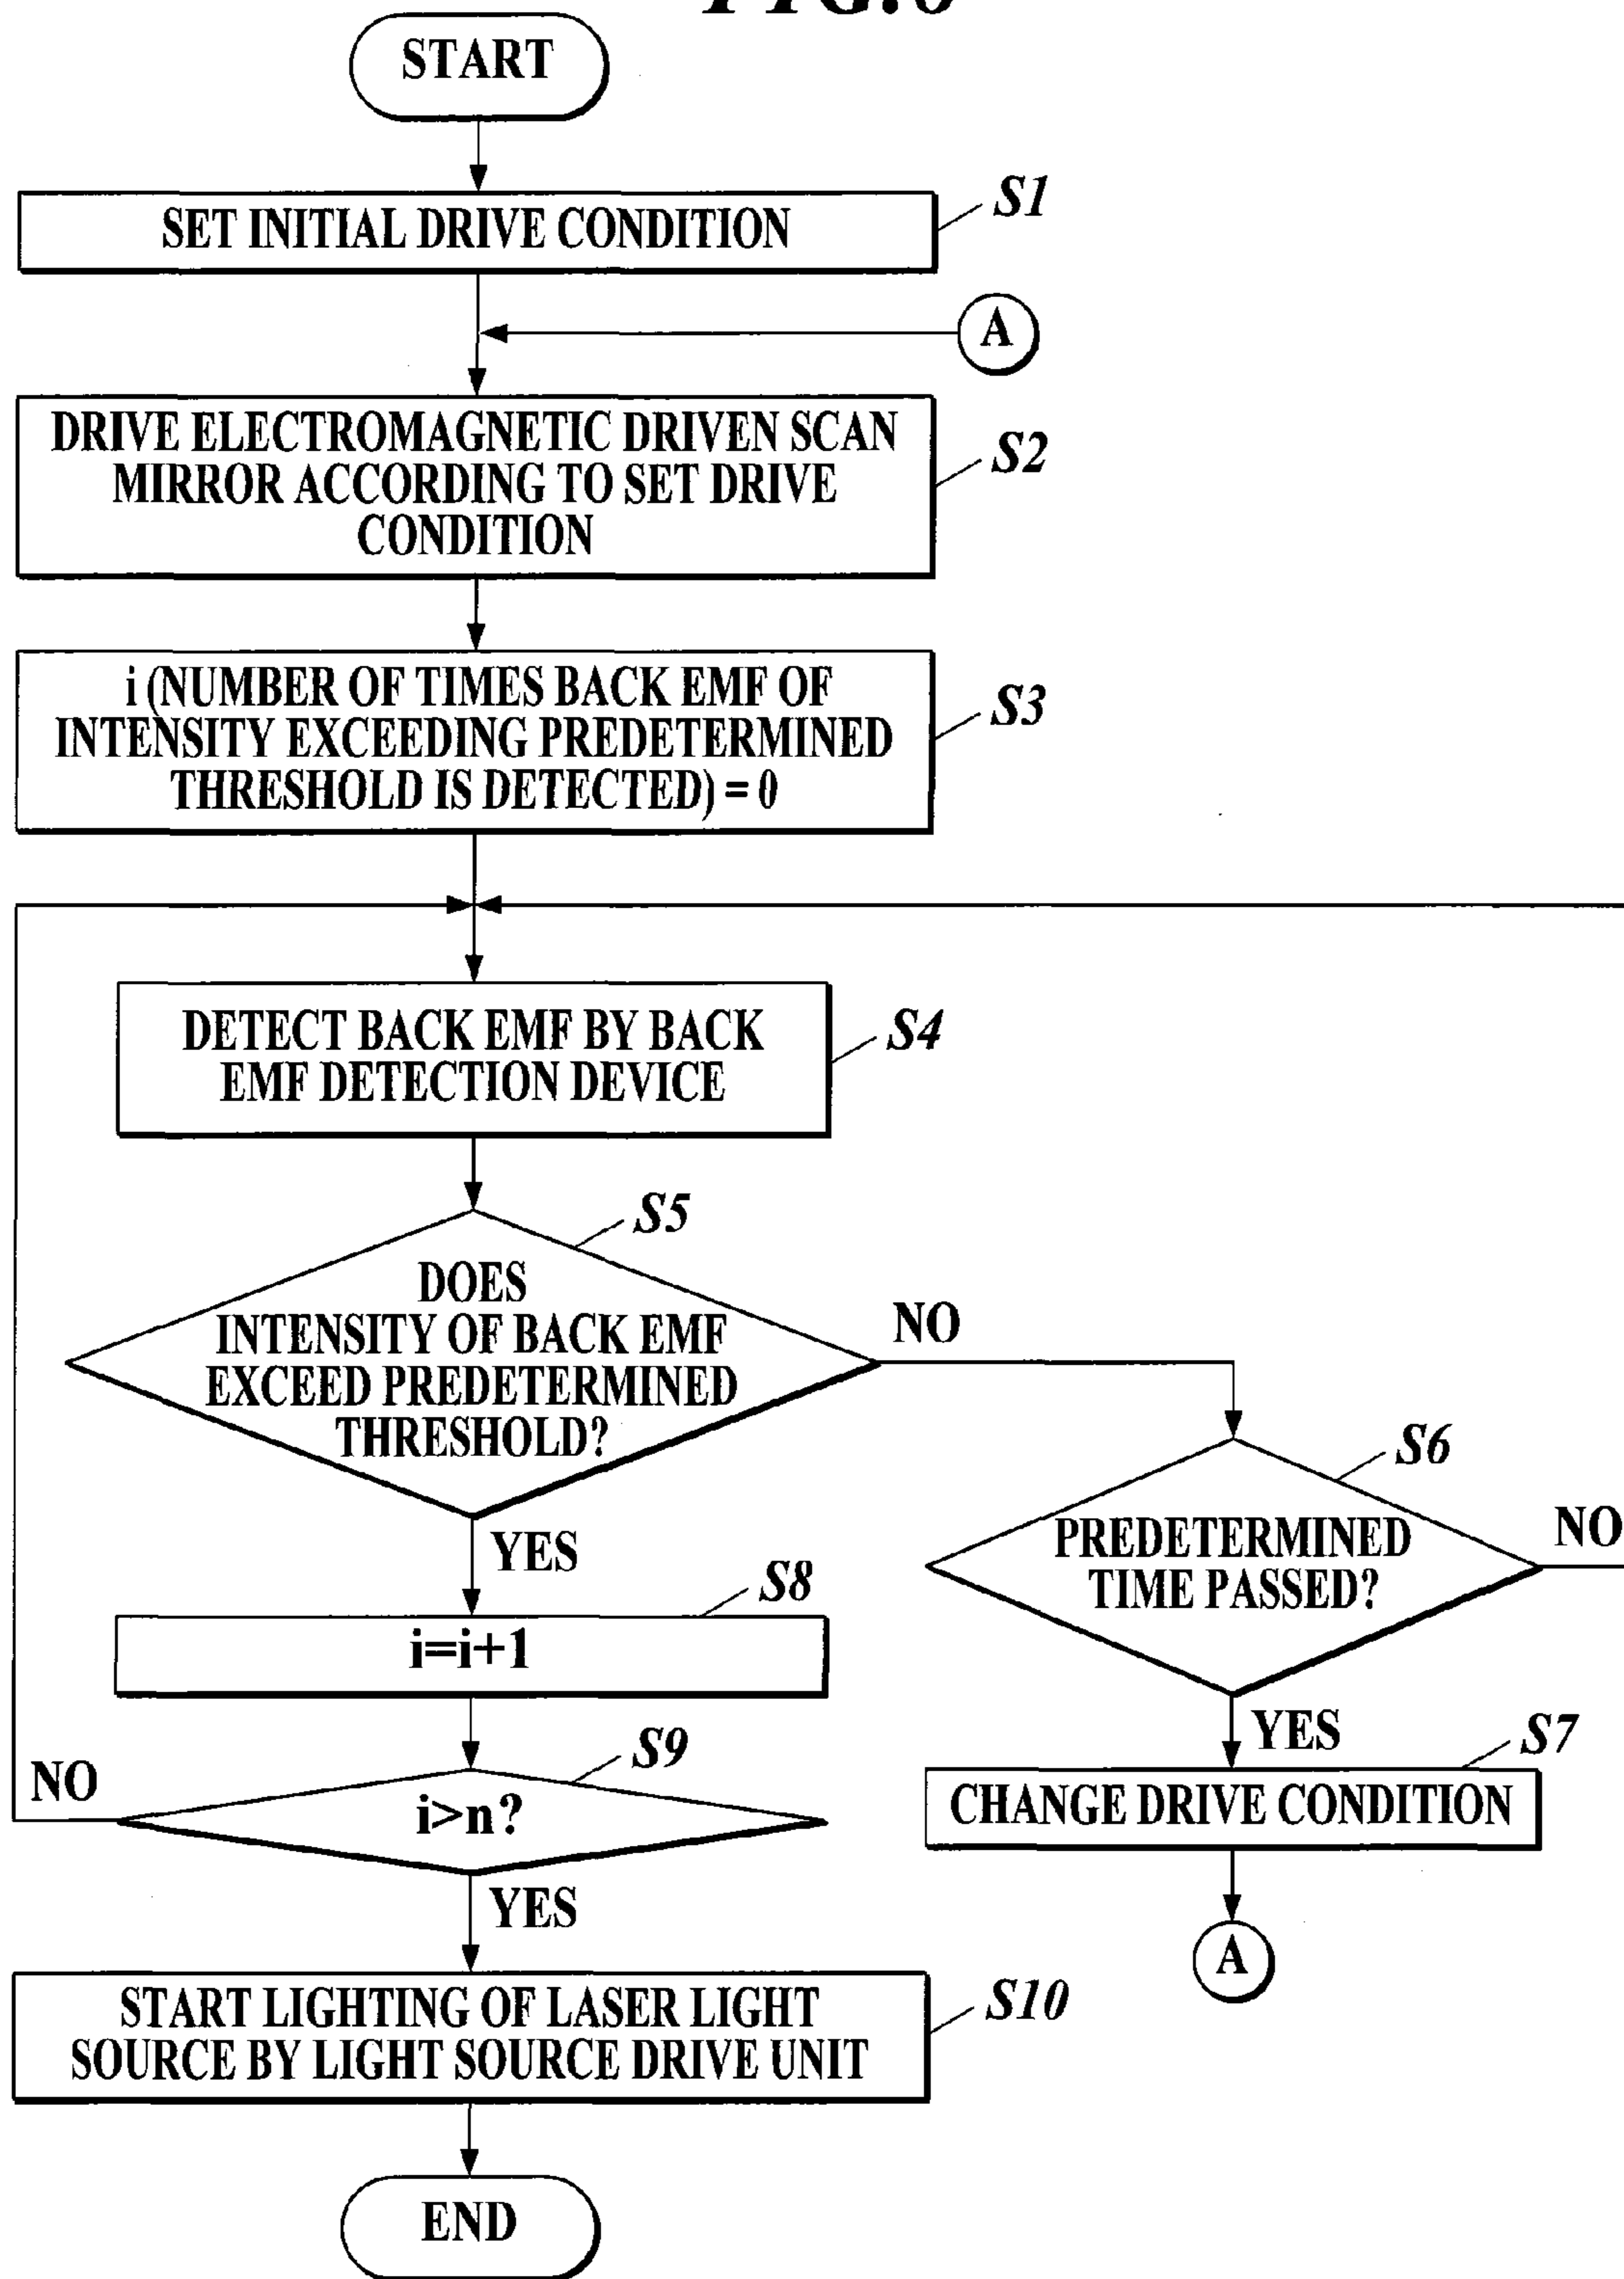 START
SET INITIAL DRIVE CONDITION
S1
A
DRIVE ELECTROMAGNETIC DRIVEN SCAN
MIRROR ACCORDING TO SET DRIVE
CONDITION
S2
i (NUMBER OF TIMES BACK EMF OF
INTENSITY EXCEEDING PREDETERMINED
THRESHOLD IS DETECTED) = 0
S3
DETECT BACK EMF BY BACK
EMF DETECTION DEVICE
S4
S5
DOES
INTENSITY OF BACK EMF
EXCEED PREDETERMINED
THRESHOLD?
NO
S6
PREDETERMINED
TIME PASSED?
NO
YES
S8
i=i+1
YES
S7
CHANGE DRIVE CONDITION
S9
NO
i>n?
YES
A
START LIGHTING OF LASER LIGHT
SOURCE BY LIGHT SOURCE DRIVE UNIT
S10
END